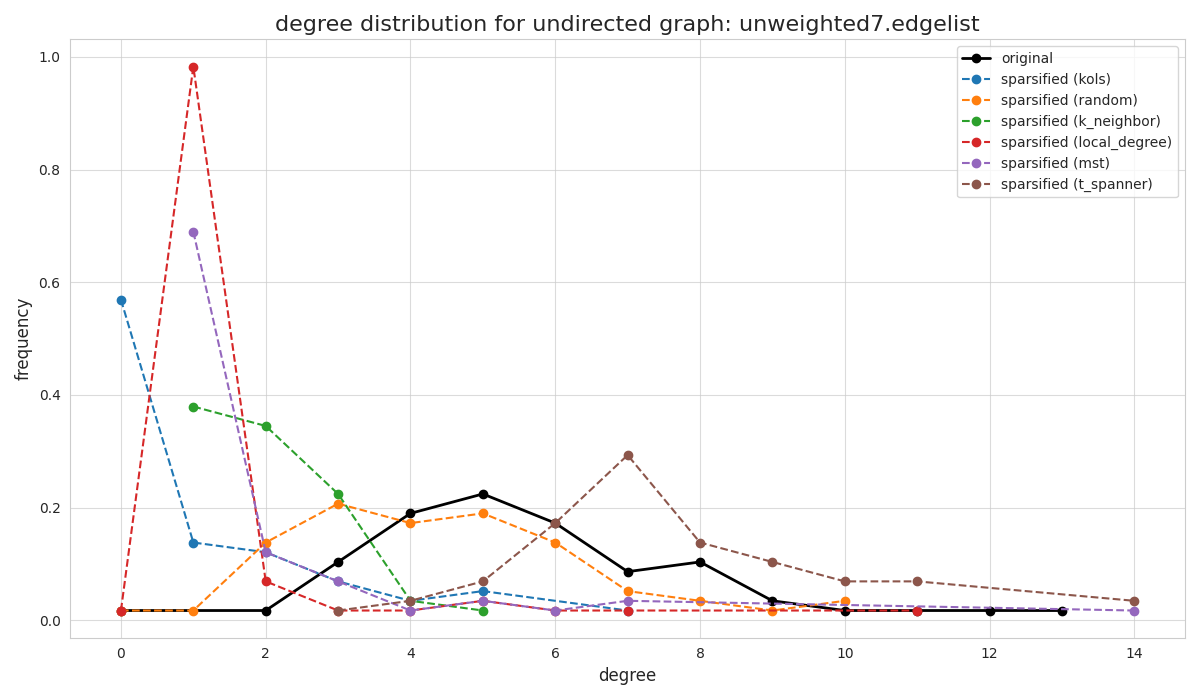 degree distribution for undirected graph: unweighted7.edgelist
original
sparsified (kols)
sparsified (random)
sparsified (k_neighbor)
sparsified (local_degree)
sparsified (mst)
sparsified (t_spanner)
frequency
1.0
0.8
0.6
0.4
0.2
0.0
0 2 4 6 8 10 12 14
degree